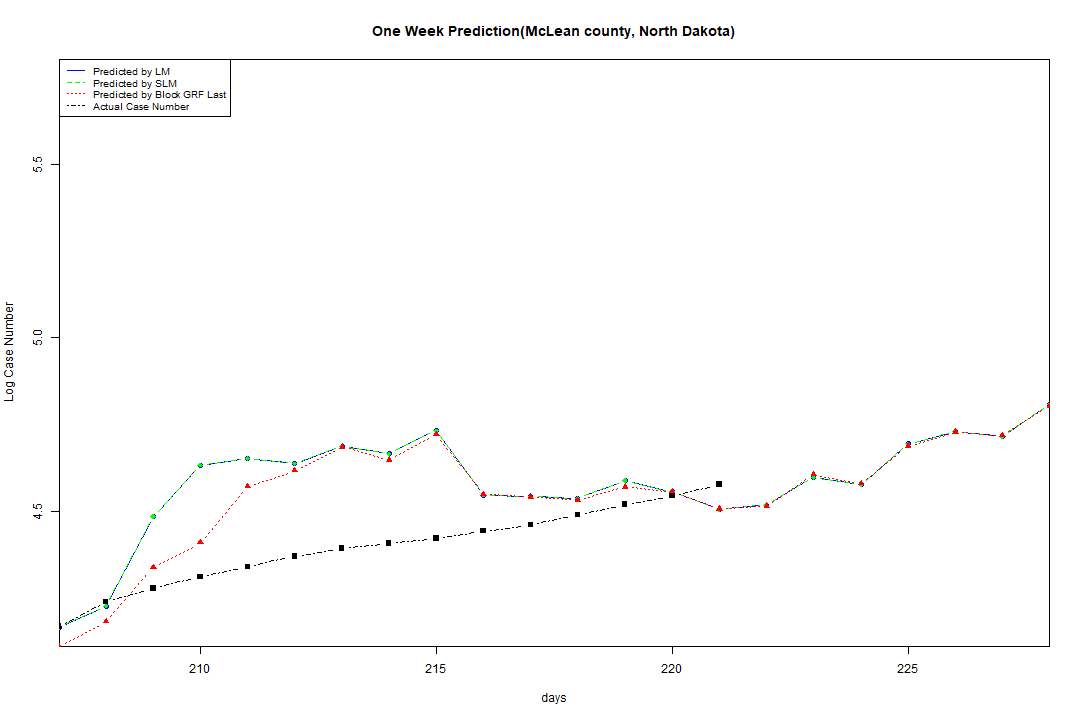 One Week Prediction(McLean county, North Dakota)
Predicted by LM
Predicted by SLM
Predicted by Block GRF Last
Actual Case Number
5.5
5.0
4.5
Log Case Number
210
215
220
225
days